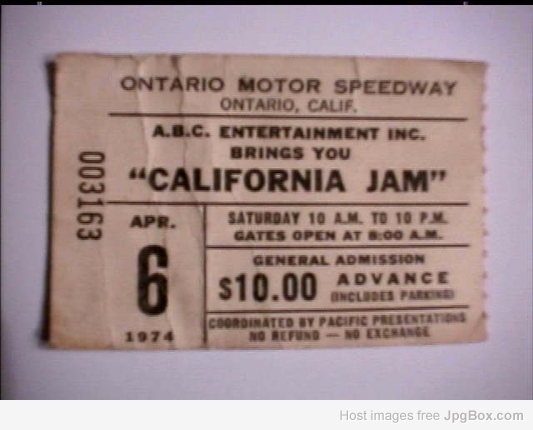 ONTARIO MOTOR SPEEDWAY
ONTARIO, CALIF.
A.B.C. ENTERTAINMENT INC.
BRINGS YOU
"CALIFORNIA JAM"
003163
APR.
6
1974
SATURDAY 10 A.M. TO 10 P.M.
GATES OPEN AT 8:00 A.M.
GENERAL ADMISSION
$10.00 ADVANCE
(INCLUDES PARKING)
COORDINATED BY PACIFIC PRESENTATIONS
NO REFUND — NO EXCHANGE
Host images free JpgBox.com